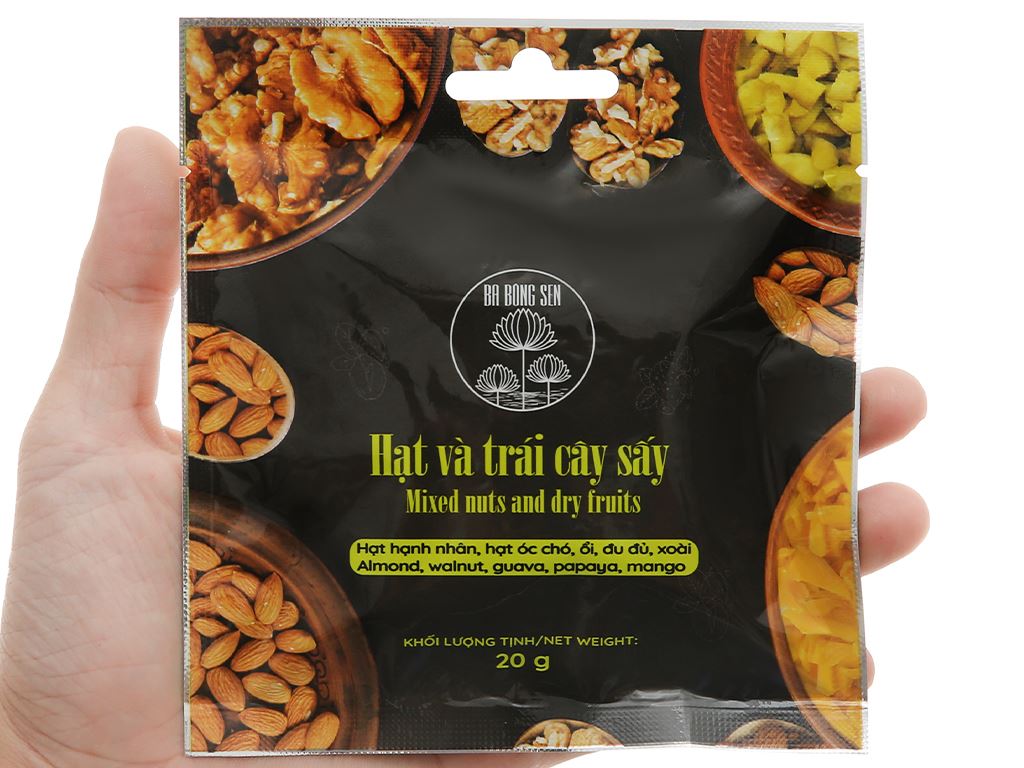 BA BÔNG SEN
Hạt và trái cây sấy
Mixed nuts and dry fruits
Hạt hạnh nhân, hạt óc chó, ổi, đu đủ, xoài
Almond, walnut, guava, papaya, mango
KHỐI LƯỢNG TỊNH/NET WEIGHT:
20 g